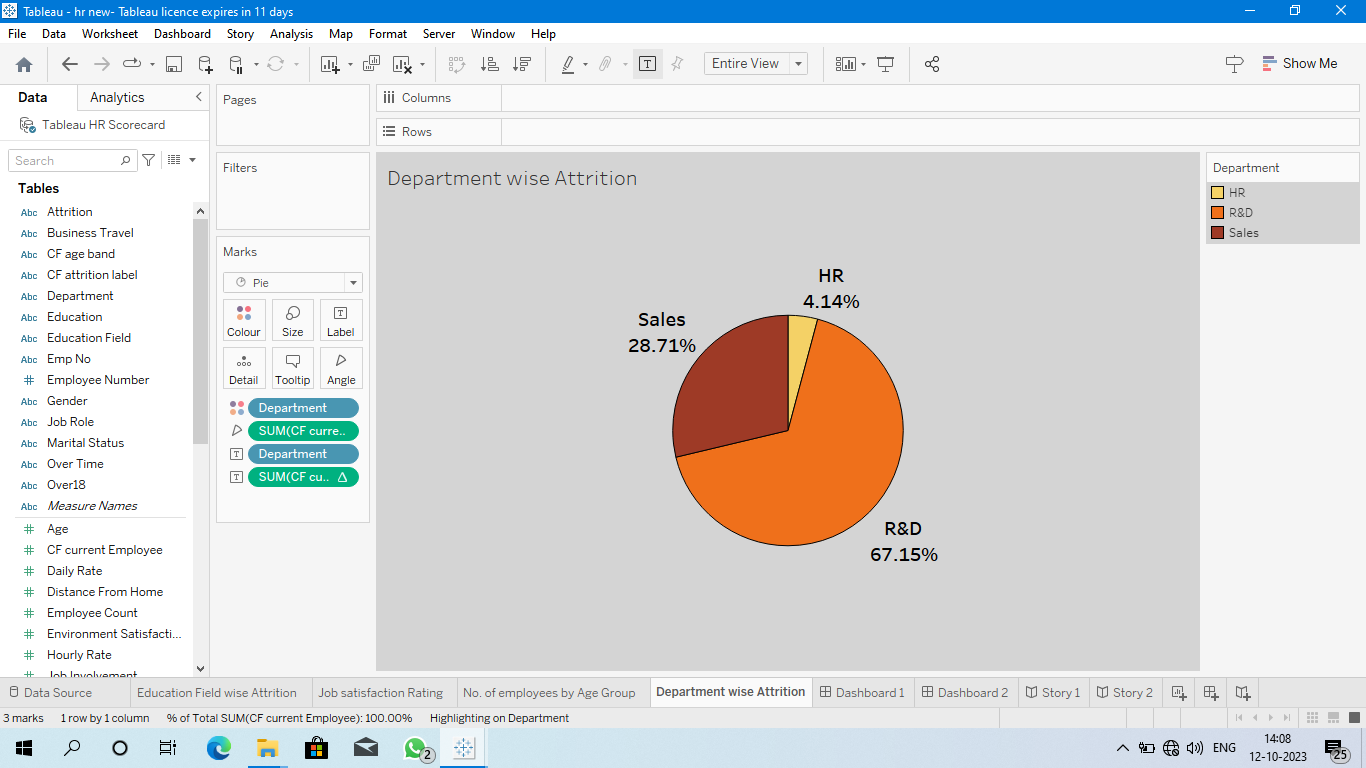 Tableau - hr new- Tableau licence expires in 11 days
File Data Worksheet Dashboard Story Analysis Map Format Server Window Help
Entire View
Show Me
Data Analytics
Tableau HR Scorecard
Search
Tables
Abc Attrition
Abc Business Travel
Abc CF age band
Abc CF attrition label
Abc Department
Abc Education
Abc Education Field
Abc Emp No
# Employee Number
Abc Gender
Abc Job Role
Abc Marital Status
Abc Over Time
Abc Over18
Abc Measure Names
# Age
# CF current Employee
# Daily Rate
# Distance From Home
# Employee Count
# Environment Satisfacti...
# Hourly Rate
# Job Involvement
Pages
Filters
Marks
Pie
Colour Size T Label
Detail Tooltip Angle
Department
SUM(CF curre..
T Department
T SUM(CF cu.. Δ
Columns
Rows
Department wise Attrition
HR
4.14%
Sales
28.71%
R&D
67.15%
Department
HR
R&D
Sales
Data Source Education Field wise Attrition Job satisfaction Rating No. of employees by Age Group Department wise Attrition Dashboard 1 Dashboard 2 Story 1 Story 2
3 marks 1 row by 1 column % of Total SUM(CF current Employee): 100.00% Highlighting on Department
2
ENG
14:08
12-10-2023
25